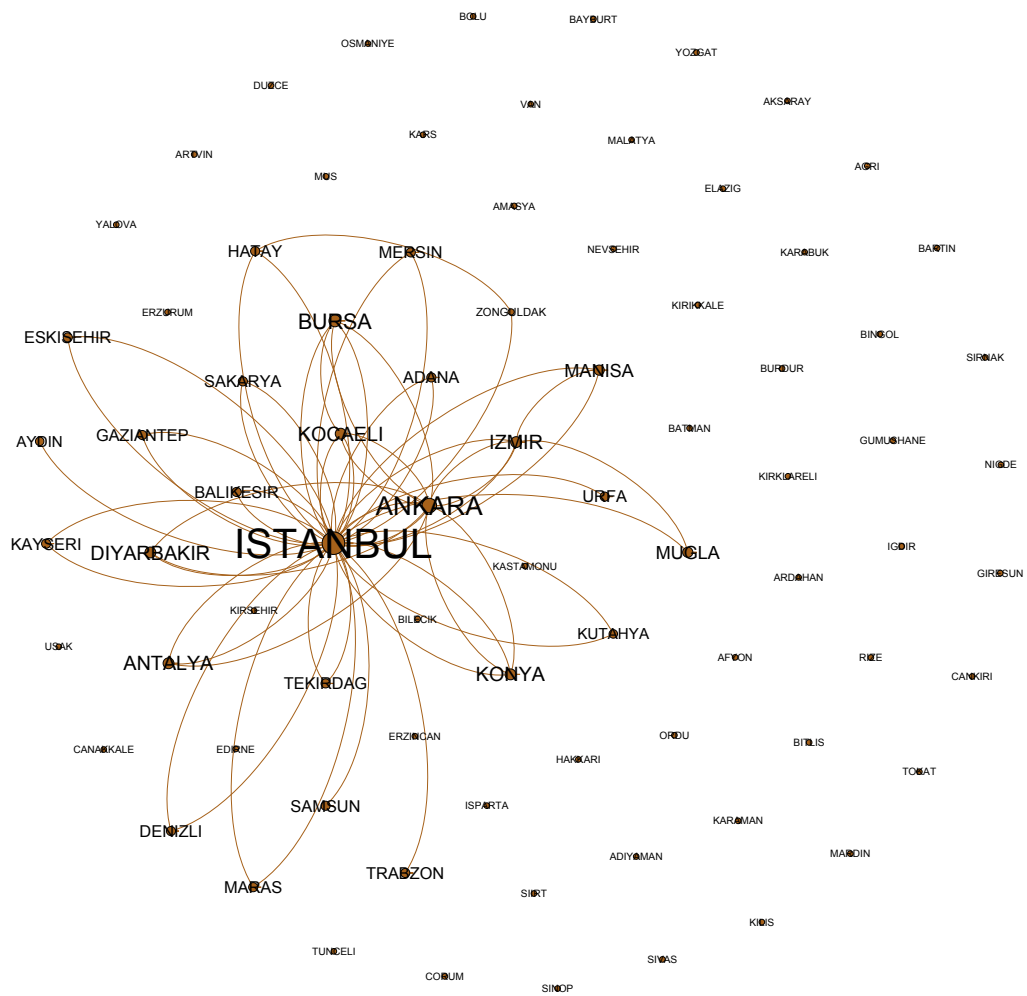 BOLU
BAYBURT
OSMANIYE
YOZGAT
DUZCE
VAN
AKSARAY
KARS
MALATYA
ARTVIN
AGRI
MUS
ELAZIG
AMASYA
YALOVA
HATAY
MERSIN
NEVSEHIR
KARABUK
BARTIN
ERZURUM
BURSA
ZONGULDAK
KIRIKKALE
ESKISEHIR
BINGOL
SIRNAK
SAKARYA
ADANA
MANISA
BURDUR
AYDIN
GAZIANTEP
KOCAELI
IZMIR
BATMAN
GUMUSHANE
NIGDE
BALIKESIR
ANKARA
URFA
KIRKLARELI
KAYSERI
DIYARBAKIR
ISTANBUL
MUGLA
IGDIR
KASTAMONU
ARDAHAN
GIRESUN
KIRSEHIR
BILECIK
KUTAHYA
USAK
ANTALYA
KONYA
AFYON
RIZE
TEKIRDAG
CANKIRI
CANAKKALE
EDIRNE
ERZINCAN
ORDU
BITLIS
HAKKARI
TOKAT
SAMSUN
ISPARTA
KARAMAN
DENIZLI
ADIYAMAN
MARDIN
MARAS
TRABZON
SIIRT
KILIS
TUNCELI
SIVAS
CORUM
SINOP